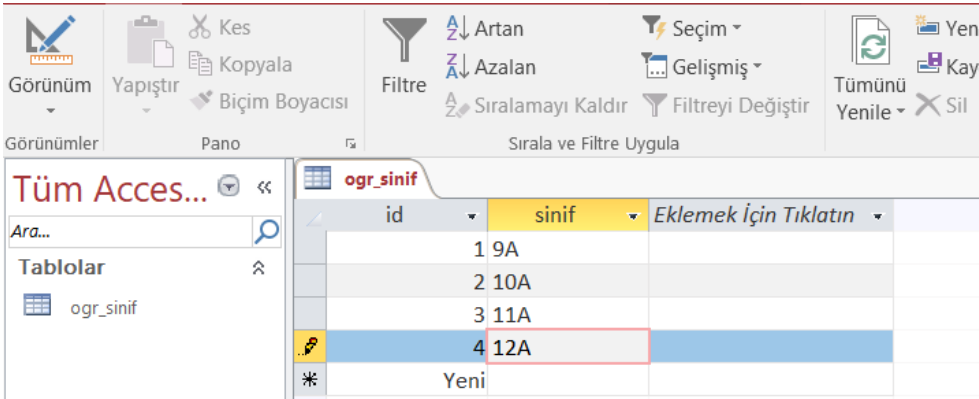 Görünüm
Görünümler
Yapıştır
Kes
Kopyala
Biçim Boyacısı
Pano
Filtre
Artan
Azalan
Sıralamayı Kaldır
Seçim
Gelişmiş
Filtreyi Değiştir
Sırala ve Filtre Uygula
Tümünü
Yenile
Yen
Kay
Sil
Tüm Acces...
Ara...
Tablolar
ogr_sinif
ogr_sinif
id sinif Eklemek İçin Tıklatın
1 9A
2 10A
3 11A
4 12A
Yeni